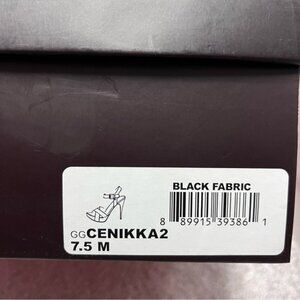 BLACK FABRIC
8 89915 39386 1
GGCENIKKA2
7.5 M